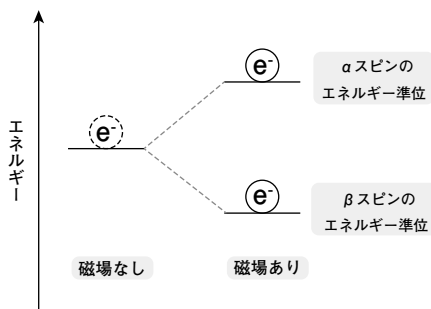 エネルギー
e-
e-
e-
αスピンの
エネルギー準位
βスピンの
エネルギー準位
磁場なし
磁場あり